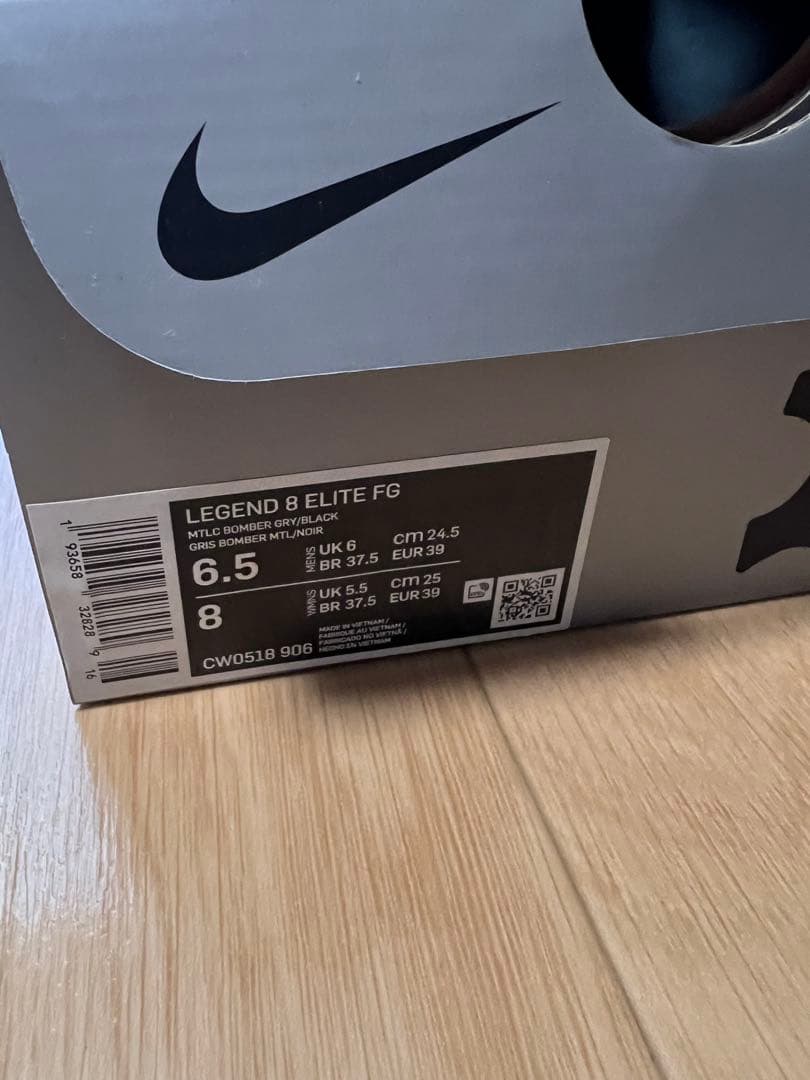 LEGEND 8 ELITE FG
MTLC BOMBER GRY/BLACK
GRIS BOMBER MTL/NOIR
6.5 MENS UK 6 cm 24.5
BR 37.5 EUR 39
8 WMNS UK 5.5 cm 25
BR 37.5 EUR 39
CW0518 906
MADE IN VIETNAM /
FABRIQUÉ AU VIETNAM /
FABRICADO NO VIETNÃ /
HECHO EN VIETNAM
1 93658 32828 9 16